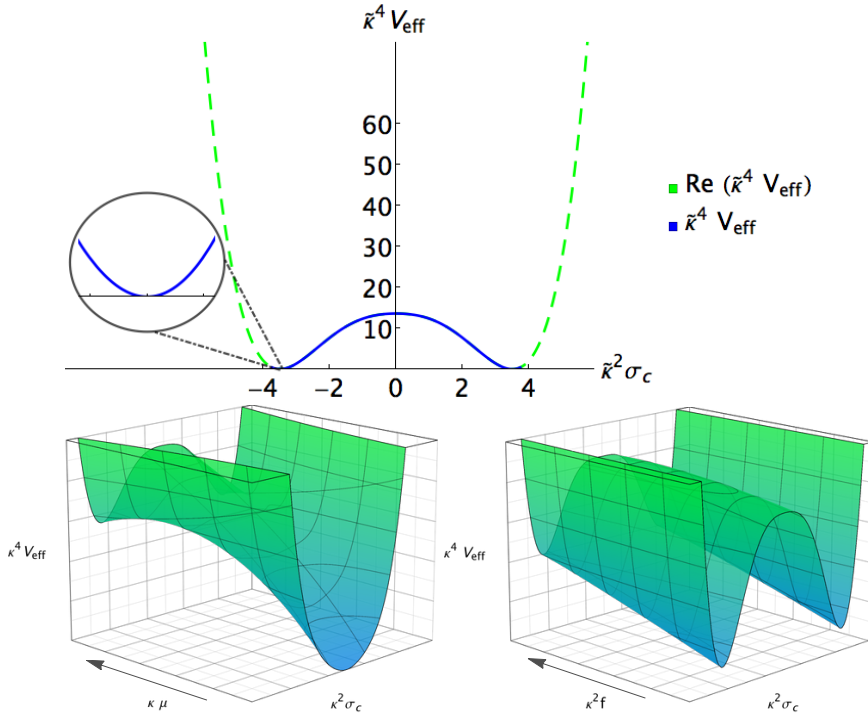 κ̃⁴ V_eff
60
50
40
30
20
10
−4 −2 0 2 4
κ̃²σ_c
Re (κ̃⁴ V_eff)
κ̃⁴ V_eff
κ⁴ V_eff
κ μ
κ²σ_c
κ⁴ V_eff
κ²f
κ²σ_c